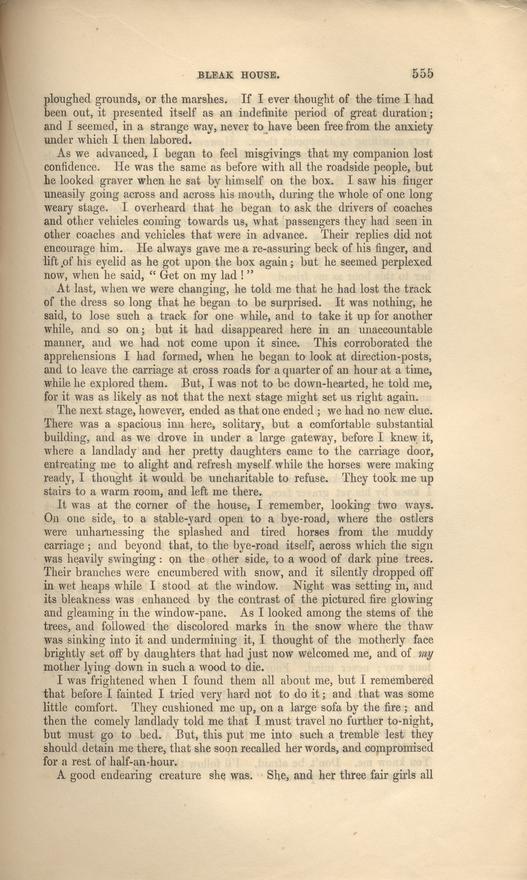 BLEAK HOUSE. 555
ploughed grounds, or the marshes. If I ever thought of the time I had
been out, it presented itself as an indefinite period of great duration;
and I seemed, in a strange way, never to have been free from the anxiety
under which I then labored.
As we advanced, I began to feel misgivings that my companion lost
confidence. He was the same as before with all the roadside people, but
he looked graver when he sat by himself on the box. I saw his finger
uneasily going across and across his mouth, during the whole of one long
weary stage. I overheard that he began to ask the drivers of coaches
and other vehicles coming towards us, what passengers they had seen in
other coaches and vehicles that were in advance. Their replies did not
encourage him. He always gave me a re-assuring beck of his finger, and
lift of his eyelid as he got upon the box again; but he seemed perplexed
now, when he said, “ Get on my lad ! ”
At last, when we were changing, he told me that he had lost the track
of the dress so long that he began to be surprised. It was nothing, he
said, to lose such a track for one while, and to take it up for another
while, and so on; but it had disappeared here in an unaccountable
manner, and we had not come upon it since. This corroborated the
apprehensions I had formed, when he began to look at direction-posts,
and to leave the carriage at cross roads for a quarter of an hour at a time,
while he explored them. But, I was not to be down-hearted, he told me,
for it was as likely as not that the next stage might set us right again.
The next stage, however, ended as that one ended ; we had no new clue.
There was a spacious inn here, solitary, but a comfortable substantial
building, and as we drove in under a large gateway, before I knew it,
where a landlady and her pretty daughters came to the carriage door,
entreating me to alight and refresh myself while the horses were making
ready, I thought it would be uncharitable to refuse. They took me up
stairs to a warm room, and left me there.
It was at the corner of the house, I remember, looking two ways.
On one side, to a stable-yard open to a bye-road, where the ostlers
were unharnessing the splashed and tired horses from the muddy
carriage ; and beyond that, to the bye-road itself, across which the sign
was heavily swinging : on the other side, to a wood of dark pine trees.
Their branches were encumbered with snow, and it silently dropped off
in wet heaps while I stood at the window. Night was setting in, and
its bleakness was enhanced by the contrast of the pictured fire glowing
and gleaming in the window-pane. As I looked among the stems of the
trees, and followed the discolored marks in the snow where the thaw
was sinking into it and undermining it, I thought of the motherly face
brightly set off by daughters that had just now welcomed me, and of my
mother lying down in such a wood to die.
I was frightened when I found them all about me, but I remembered
that before I fainted I tried very hard not to do it; and that was some
little comfort. They cushioned me up, on a large sofa by the fire ; and
then the comely landlady told me that I must travel no further to-night,
but must go to bed. But, this put me into such a tremble lest they
should detain me there, that she soon recalled her words, and compromised
for a rest of half-an-hour.
A good endearing creature she was. She, and her three fair girls all